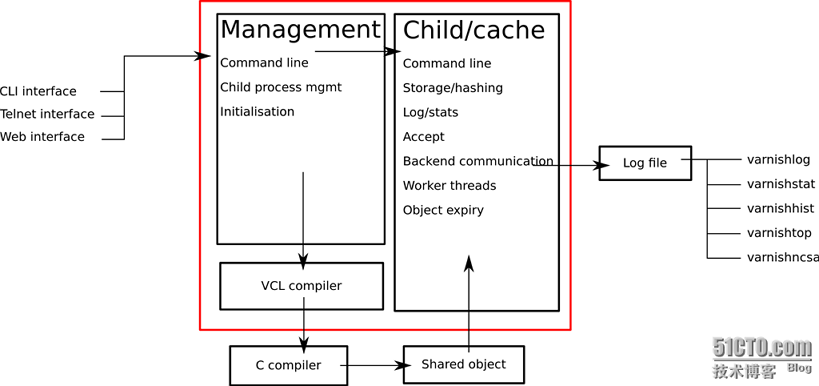 Management
Command line
Child process mgmt
Initialisation
Child/cache
Command line
Storage/hashing
Log/stats
Accept
Backend communication
Worker threads
Object expiry
CLI interface
Telnet interface
Web interface
Log file
varnishlog
varnishstat
varnishhist
varnishtop
varnishncsa
VCL compiler
C compiler
Shared object
51CTO.com
技术博客 Blog